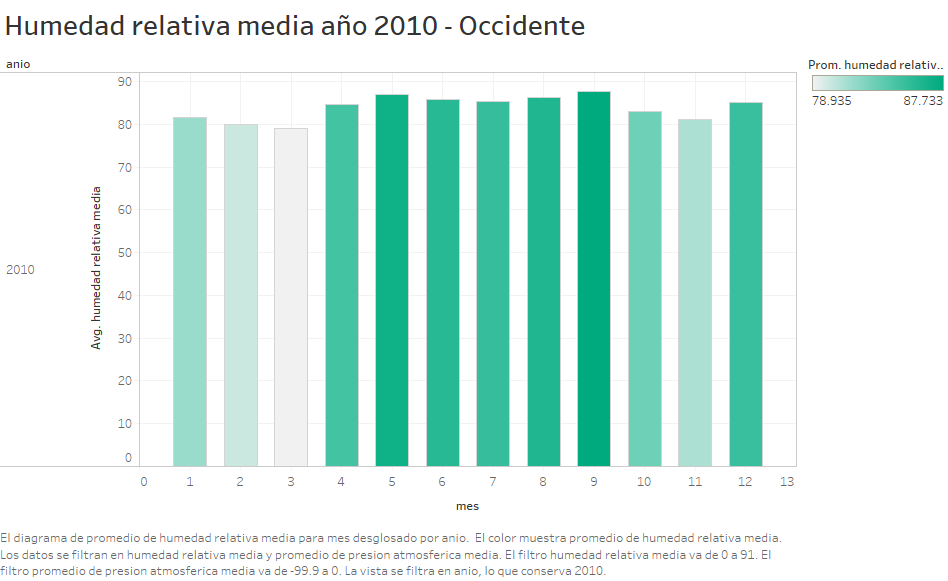 Humedad relativa media año 2010 - Occidente
anio
Prom. humedad relativ..
78.935 87.733
90
80
70
60
50
40
30
20
10
0
Avg. humedad relativa media
2010
0 1 2 3 4 5 6 7 8 9 10 11 12 13
mes
El diagrama de promedio de humedad relativa media para mes desglosado por anio.  El color muestra promedio de humedad relativa media.
Los datos se filtran en humedad relativa media y promedio de presion atmosferica media. El filtro humedad relativa media va de 0 a 91. El
filtro promedio de presion atmosferica media va de -99.9 a 0. La vista se filtra en anio, lo que conserva 2010.